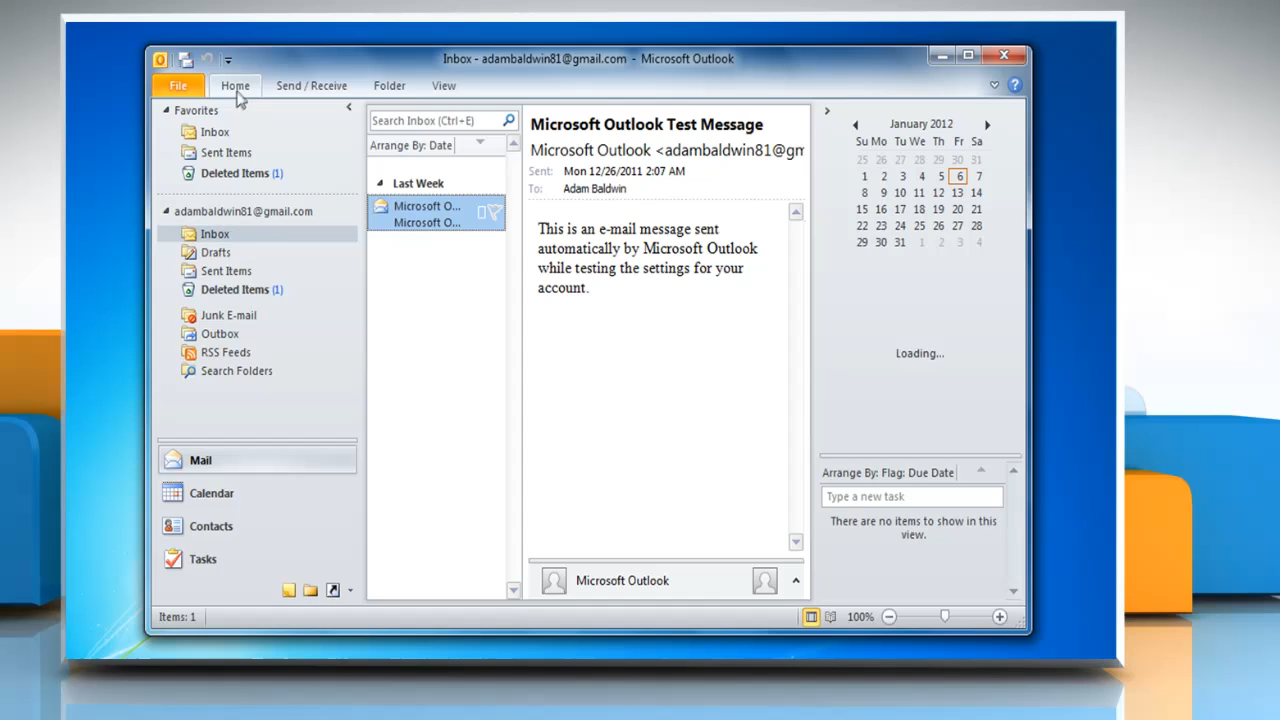 Inbox - adambaldwin81@gmail.com - Microsoft Outlook
File Home Send / Receive Folder View
Favorites
Inbox
Sent Items
Deleted Items (1)
adambaldwin81@gmail.com
Inbox
Drafts
Sent Items
Deleted Items (1)
Junk E-mail
Outbox
RSS Feeds
Search Folders
Mail
Calendar
Contacts
Tasks
Items: 1
Search Inbox (Ctrl+E)
Arrange By: Date
Last Week
Microsoft O...
Microsoft O...
Microsoft Outlook Test Message
Microsoft Outlook <adambaldwin81@gm
Sent: Mon 12/26/2011 2:07 AM
To: Adam Baldwin
This is an e-mail message sent
automatically by Microsoft Outlook
while testing the settings for your
account.
Microsoft Outlook
January 2012
Su Mo Tu We Th Fr Sa
25 26 27 28 29 30 31
1 2 3 4 5 6 7
8 9 10 11 12 13 14
15 16 17 18 19 20 21
22 23 24 25 26 27 28
29 30 31 1 2 3 4
Loading...
Arrange By: Flag: Due Date
Type a new task
There are no items to show in this
view.
100%